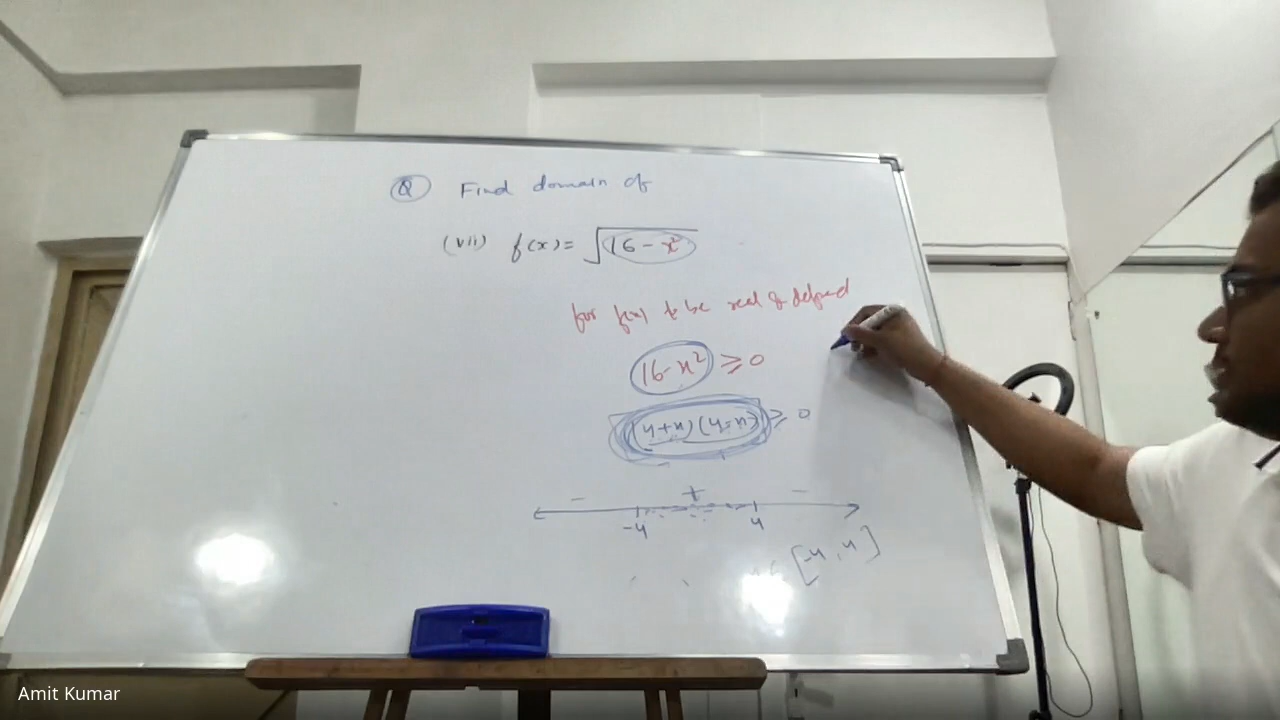 Q Find domain of
(vii) f(x) = √16 - x²
for f(x) to be real & defined
16 - x² ≥ 0
(4+x)(4-x) ≥ 0
- + -
-4 4
[-4, 4]
Amit Kumar